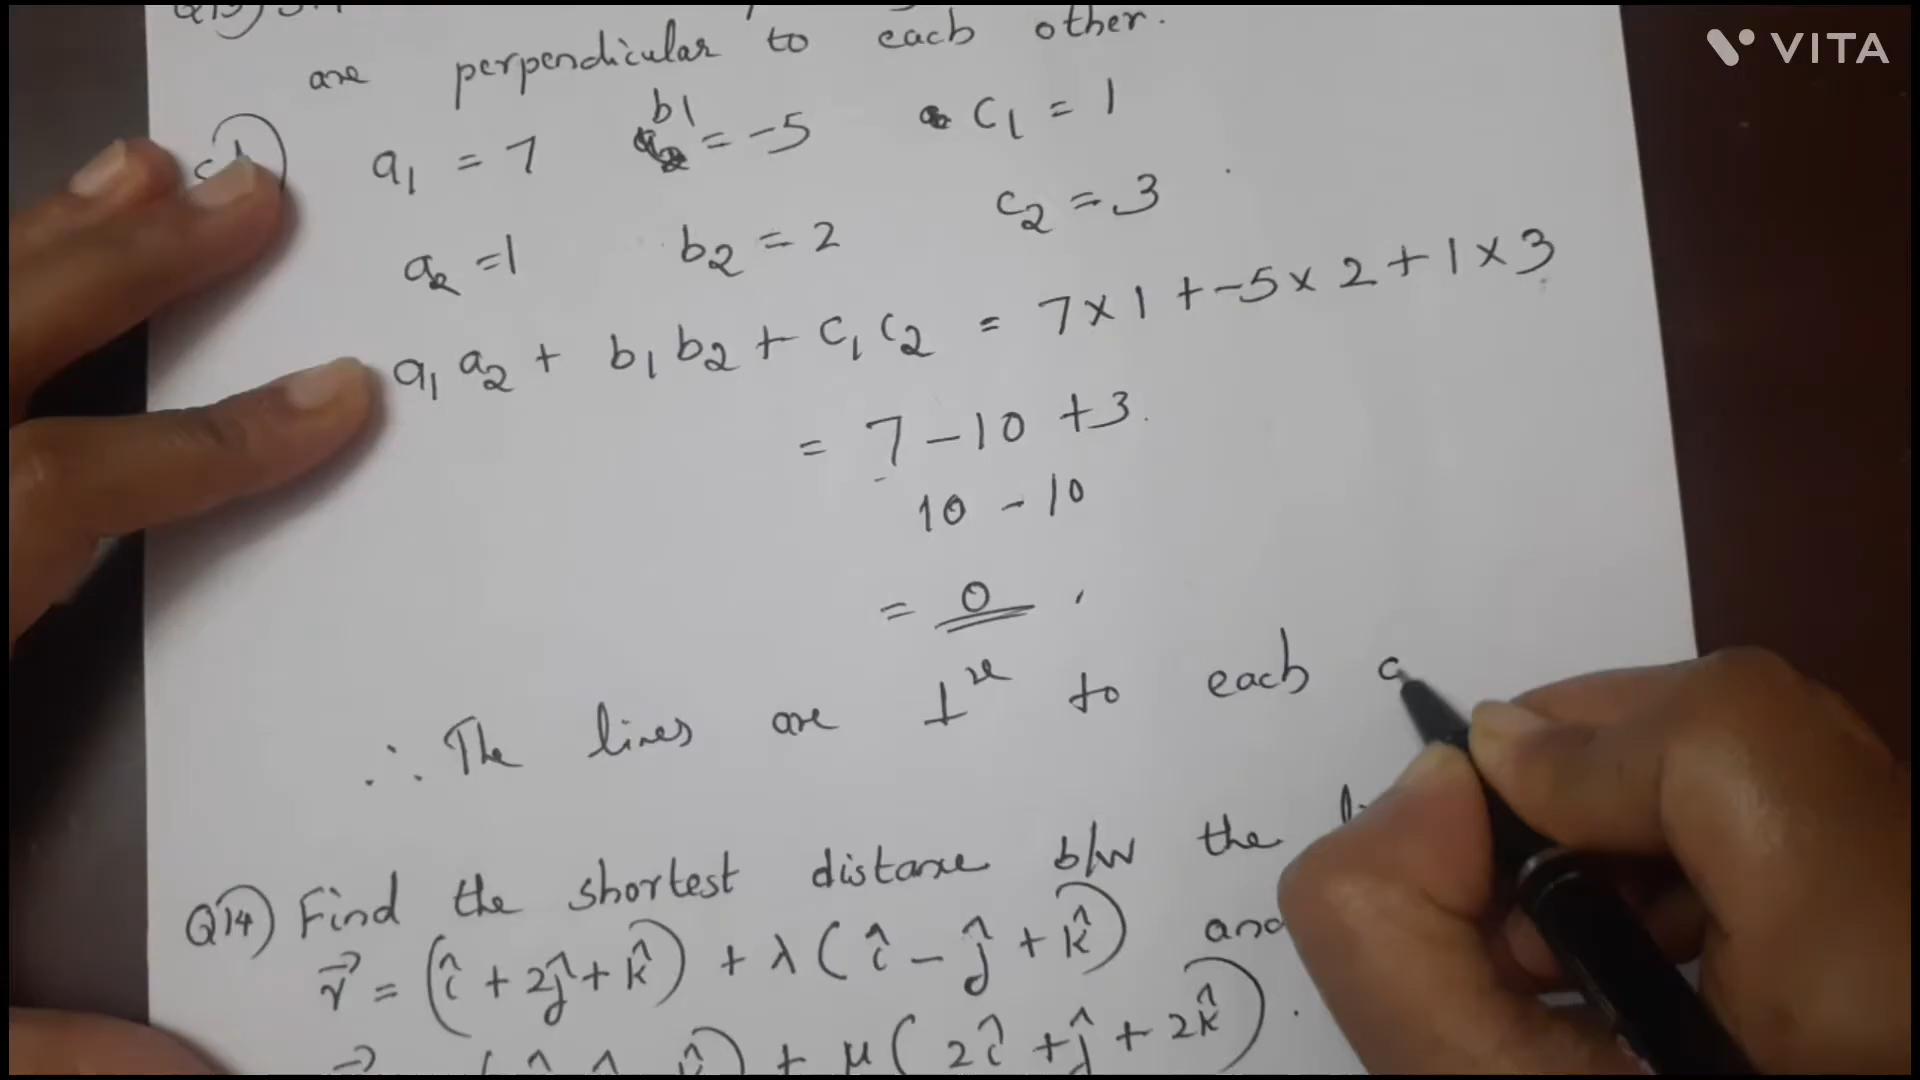 VITA
are perpendicular to each other.
a1 = 7 b1 = -5 c1 = 1
a2 = 1 b2 = 2 c2 = 3
a1 a2 + b1 b2 + c1 c2 = 7 × 1 + -5 × 2 + 1 × 3
= 7 - 10 + 3
10 - 10
= 0
∴ The lines are ⊥r to each
Q14) Find the shortest distance b/w the
r⃗ = (î + 2ĵ + k̂) + λ (î - ĵ + k̂) and
+ μ (2î + ĵ + 2k̂).